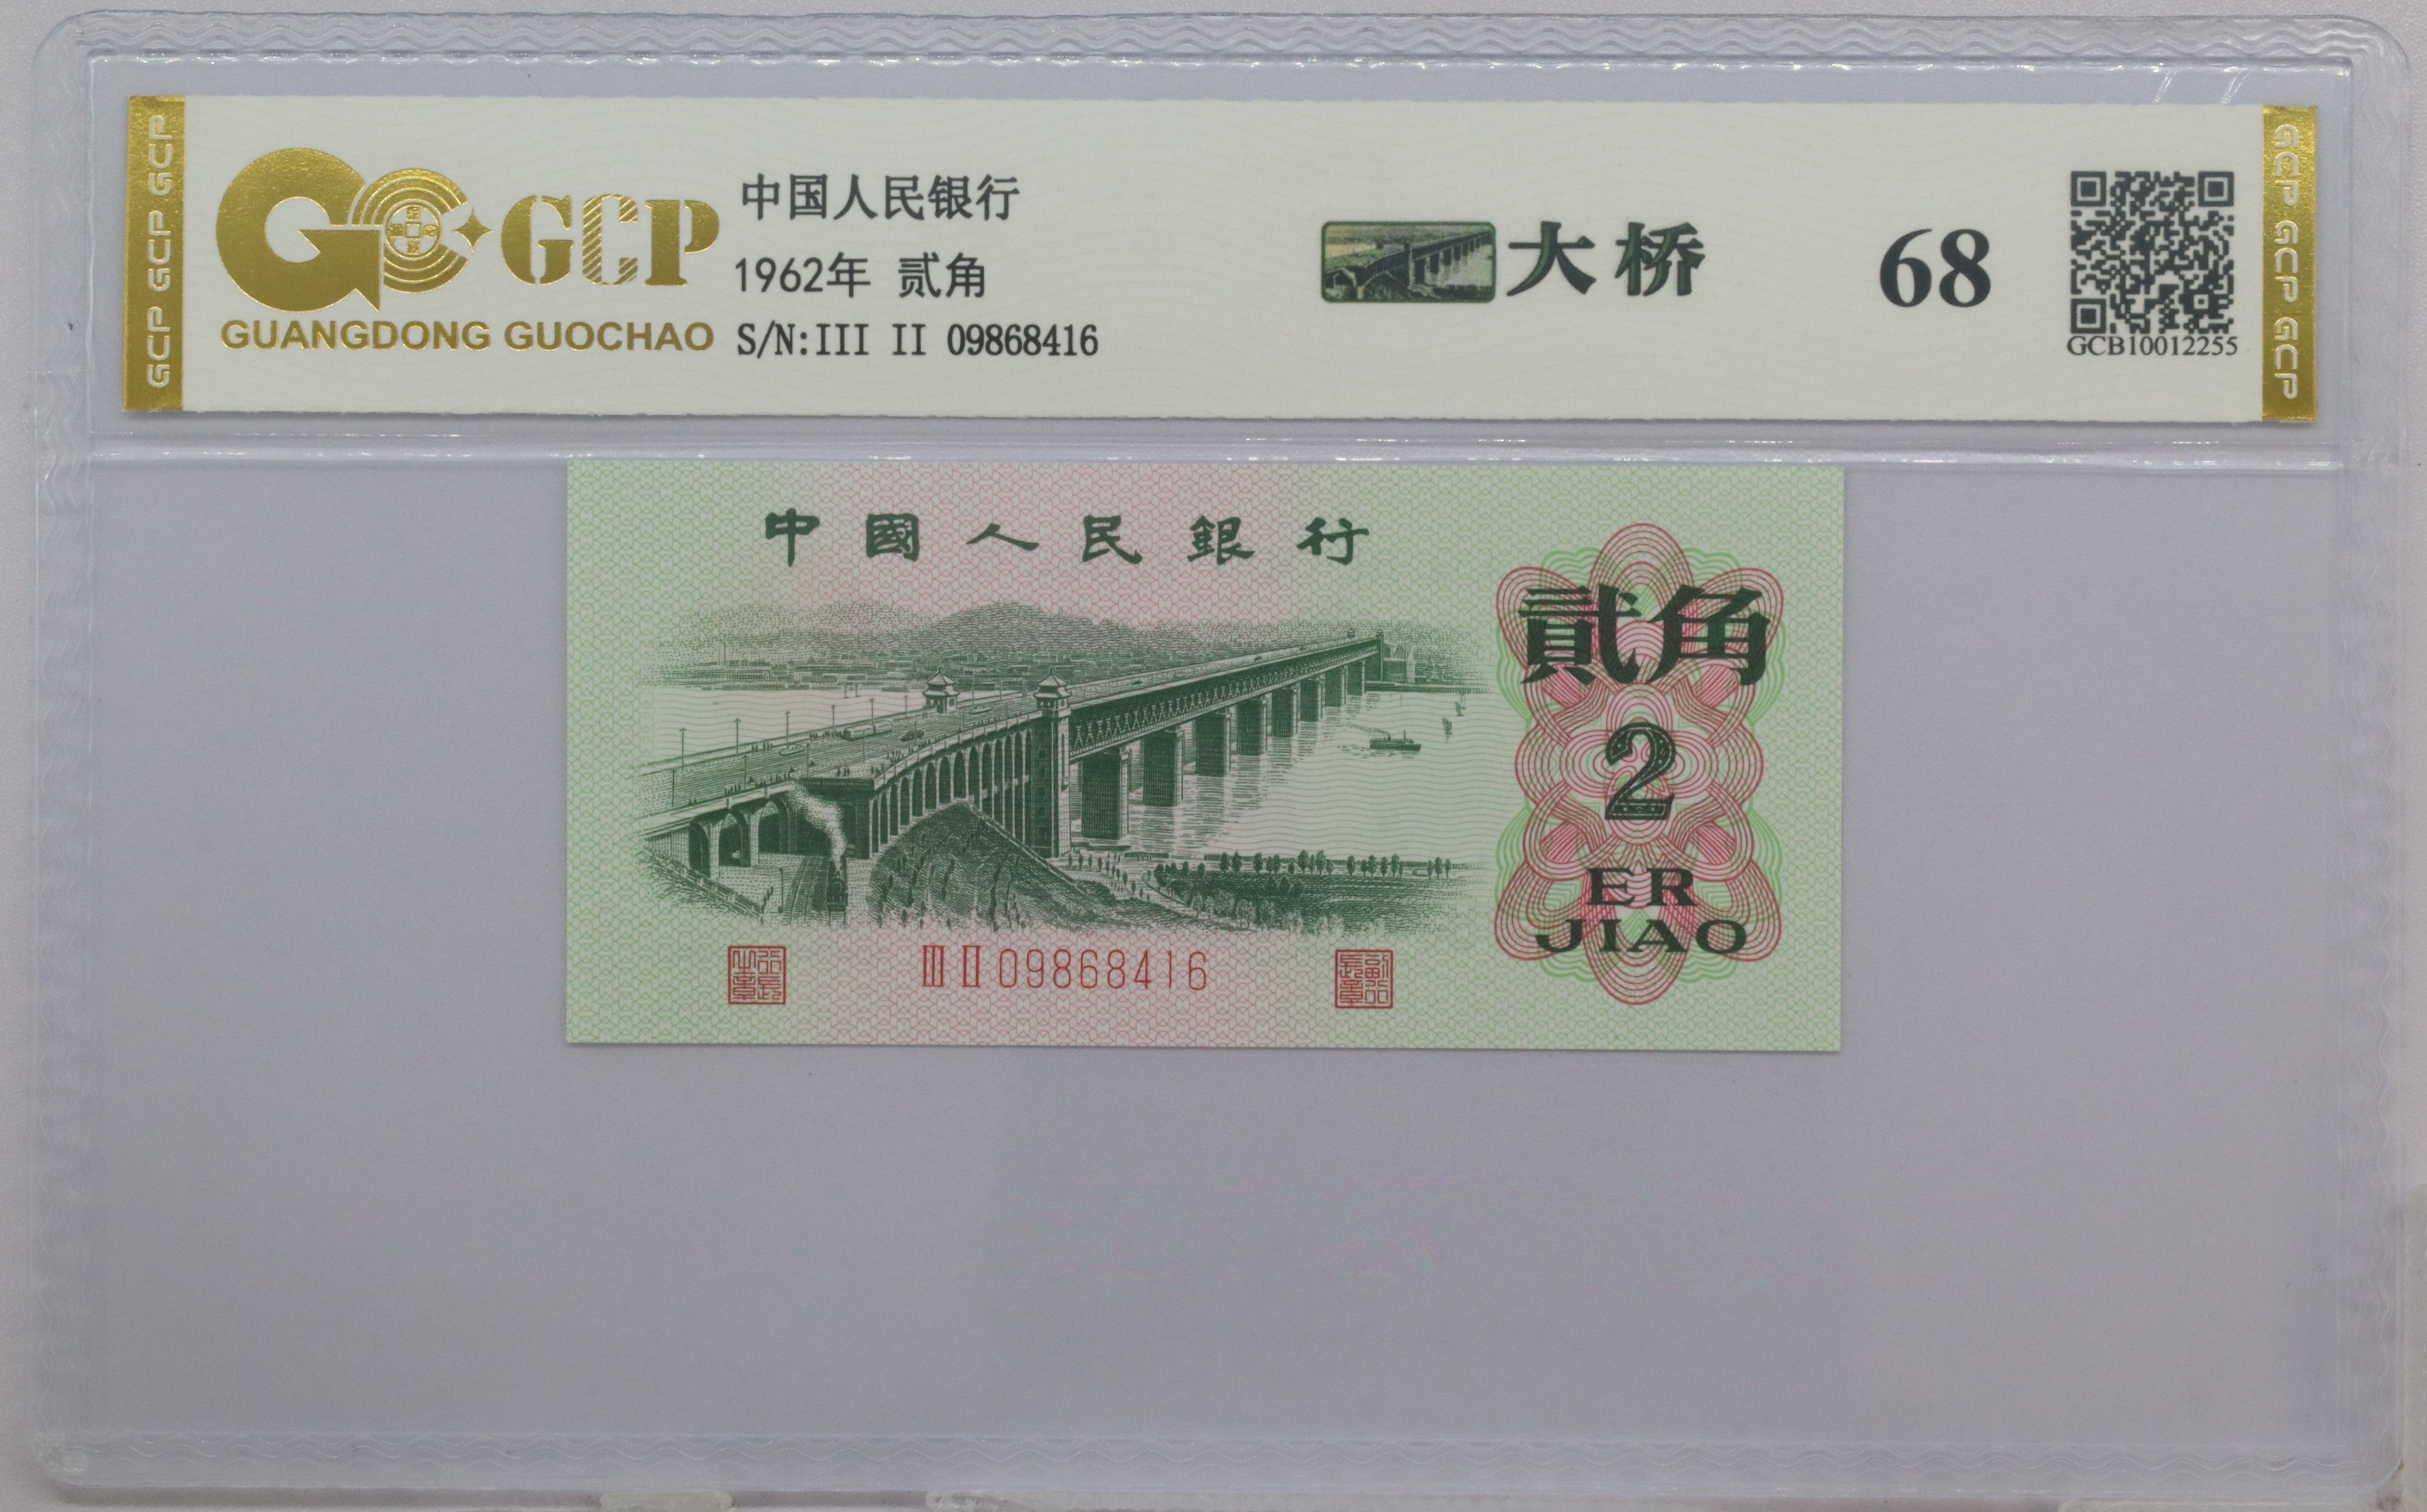 GCP GCP GCP
GCP
GUANGDONG GUOCHAO
中国人民银行
1962年 贰角
S/N:III II 09868416
大桥
68
GCB10012255
GCP GCP GCP
中國人民銀行
貳角
2
ER
JIAO
III II 09868416